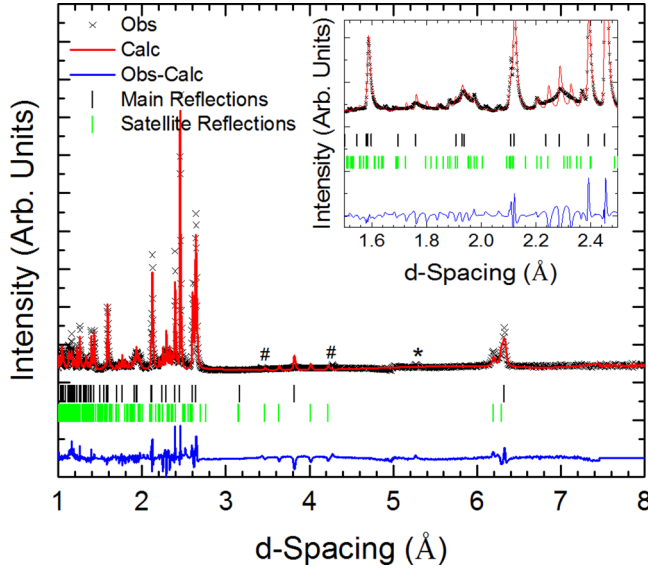 Obs
Calc
Obs-Calc
Main Reflections
Satellite Reflections
Intensity (Arb. Units)
Intensity (Arb. Units)
1.6 1.8 2.0 2.2 2.4
d-Spacing (Å)
# # *
1 2 3 4 5 6 7 8
d-Spacing (Å)